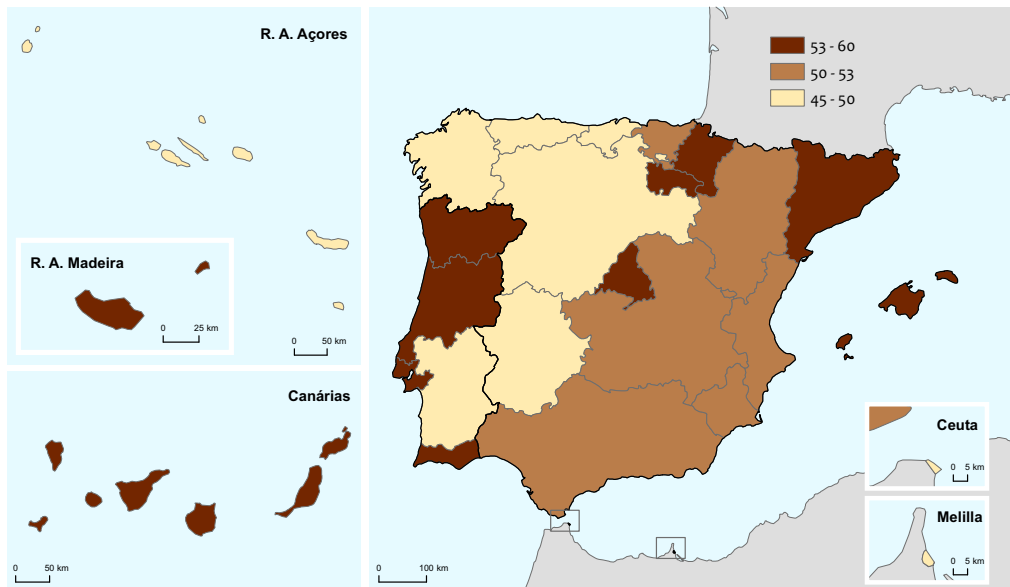 R. A. Açores
53 - 60
50 - 53
45 - 50
R. A. Madeira
0 25 km
0 50 km
Canárias
0 50 km
0 100 km
Ceuta
0 5 km
Melilla
0 5 km